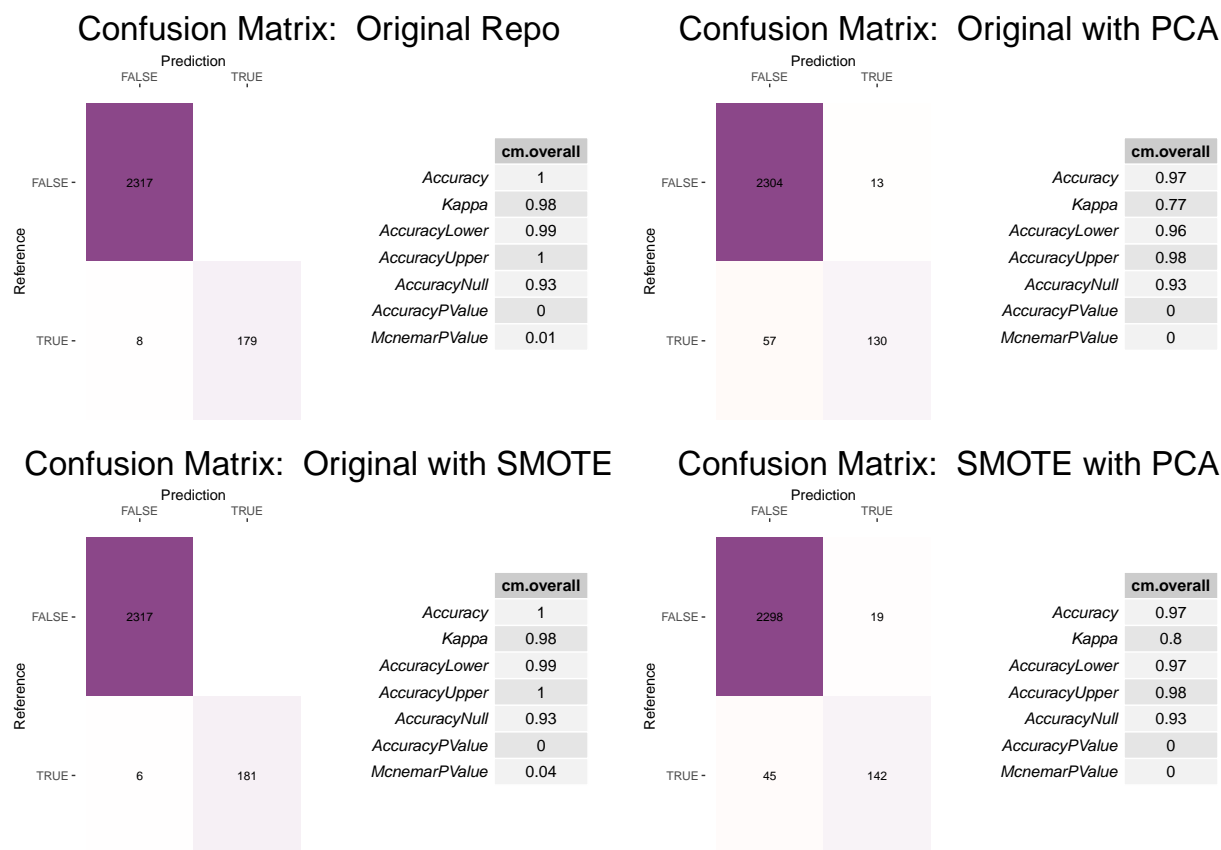 Confusion Matrix:  Original Repo
Prediction
FALSE TRUE
Reference
FALSE 2317
TRUE 8 179
cm.overall
Accuracy 1
Kappa 0.98
AccuracyLower 0.99
AccuracyUpper 1
AccuracyNull 0.93
AccuracyPValue 0
McnemarPValue 0.01
Confusion Matrix:  Original with PCA
Prediction
FALSE TRUE
Reference
FALSE 2304 13
TRUE 57 130
cm.overall
Accuracy 0.97
Kappa 0.77
AccuracyLower 0.96
AccuracyUpper 0.98
AccuracyNull 0.93
AccuracyPValue 0
McnemarPValue 0
Confusion Matrix:  Original with SMOTE
Prediction
FALSE TRUE
Reference
FALSE 2317
TRUE 6 181
cm.overall
Accuracy 1
Kappa 0.98
AccuracyLower 0.99
AccuracyUpper 1
AccuracyNull 0.93
AccuracyPValue 0
McnemarPValue 0.04
Confusion Matrix:  SMOTE with PCA
Prediction
FALSE TRUE
Reference
FALSE 2298 19
TRUE 45 142
cm.overall
Accuracy 0.97
Kappa 0.8
AccuracyLower 0.97
AccuracyUpper 0.98
AccuracyNull 0.93
AccuracyPValue 0
McnemarPValue 0